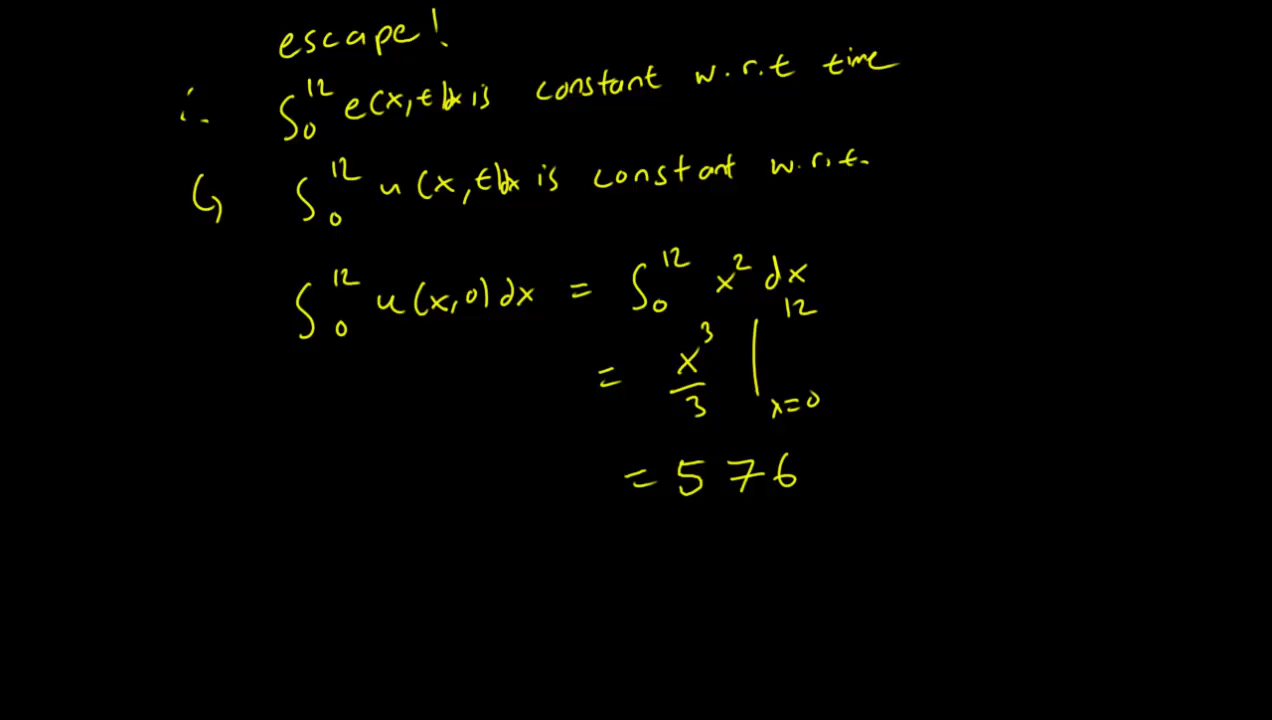 escape!
∴ ∫₀¹² e(x,t)dx is constant w.r.t time
↳ ∫₀¹² u(x,t)dx is constant w.r.t.
∫₀¹² u(x,0)dx = ∫₀¹² x² dx
= x³/3 |ₓ₌₀¹²
= 576